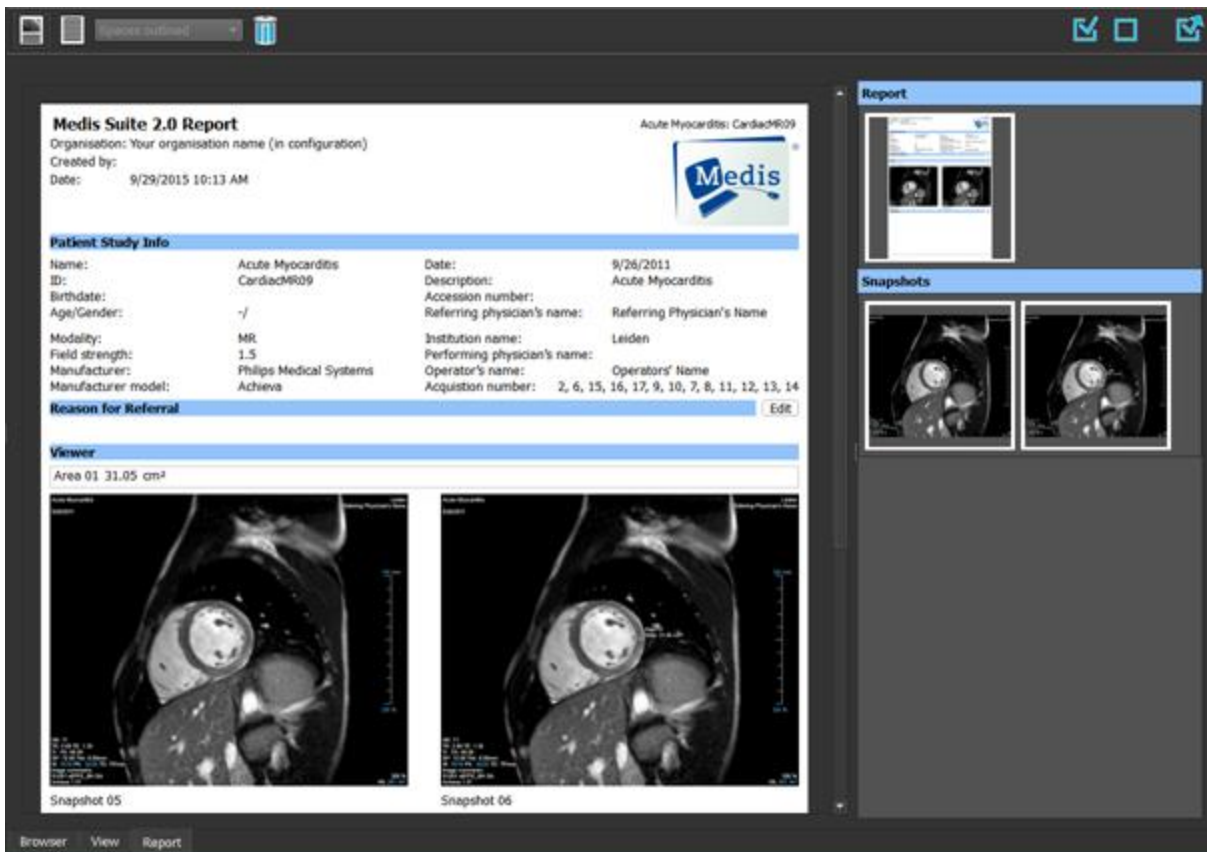 Spaces outlined
Medis Suite 2.0 Report
Acute Myocarditis: CardiacMR09
Organisation: Your organisation name (in configuration)
Created by:
Date: 9/29/2015 10:13 AM
Medis
Patient Study Info
Name: Acute Myocarditis Date: 9/26/2011
ID: CardiacMR09 Description: Acute Myocarditis
Birthdate: Accession number:
Age/Gender: -/ Referring physician's name: Referring Physician's Name
Modality: MR Institution name: Leiden
Field strength: 1.5 Performing physician's name:
Manufacturer: Philips Medical Systems Operator's name: Operators' Name
Manufacturer model: Achieva Acquistion number: 2, 6, 15, 16, 17, 9, 10, 7, 8, 11, 12, 13, 14
Reason for Referral Edit
Viewer
Area 01 31.05 cm²
Snapshot 05 Snapshot 06
Report
Snapshots
Browser View Report